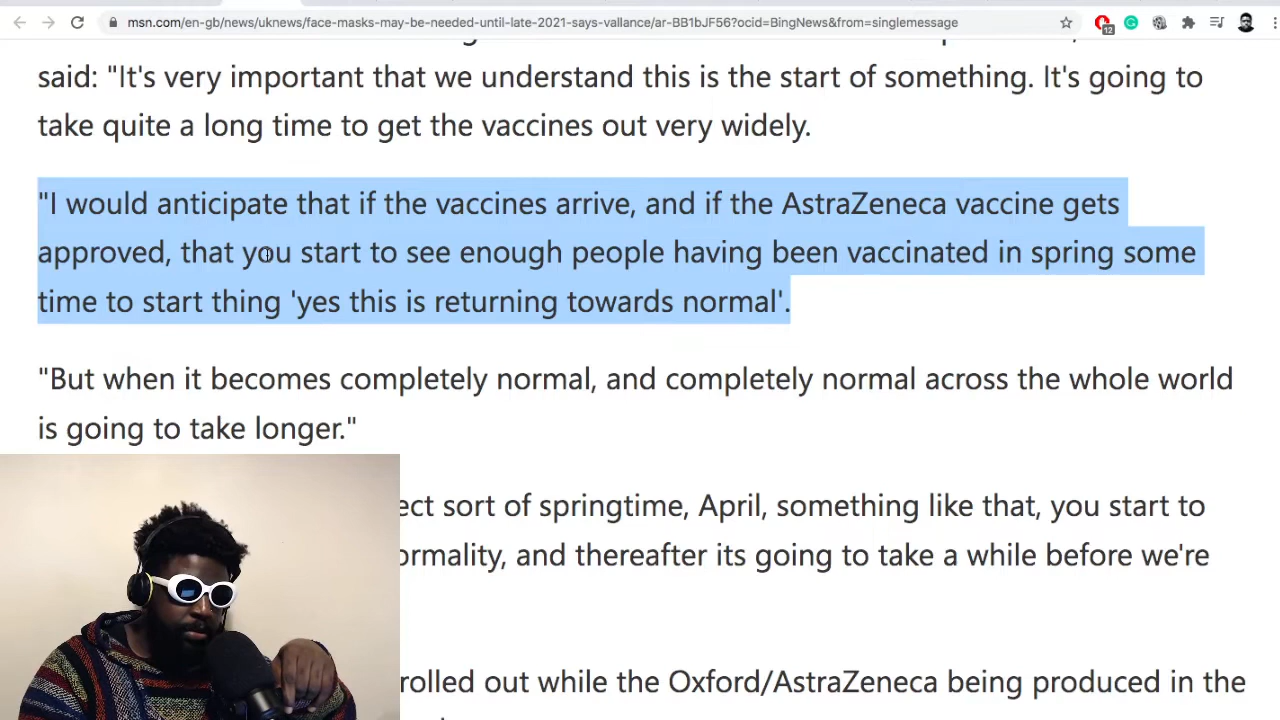 msn.com/en-gb/news/uknews/face-masks-may-be-needed-until-late-2021-says-vallance/ar-BB1bJF56?ocid=BingNews&from=singlemessage
12
said: "It's very important that we understand this is the start of something. It's going to
take quite a long time to get the vaccines out very widely.
"I would anticipate that if the vaccines arrive, and if the AstraZeneca vaccine gets
approved, that you start to see enough people having been vaccinated in spring some
time to start thing 'yes this is returning towards normal'.
"But when it becomes completely normal, and completely normal across the whole world
is going to take longer."
ect sort of springtime, April, something like that, you start to
ormality, and thereafter its going to take a while before we're
rolled out while the Oxford/AstraZeneca being produced in the